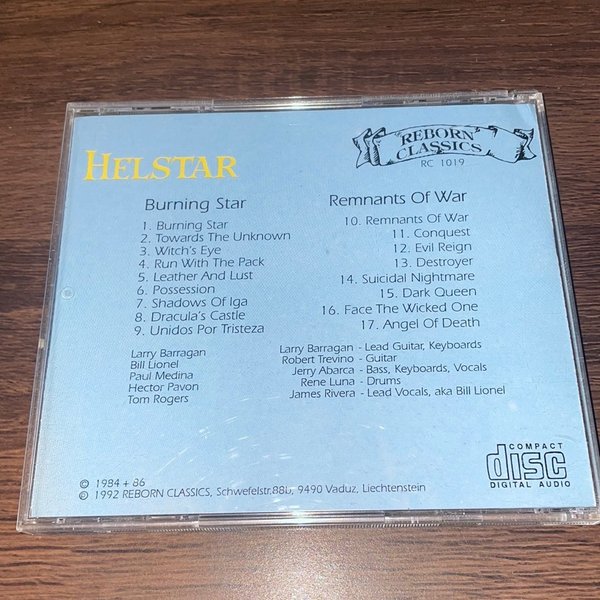 HELSTAR
REBORN
CLASSICS
RC 1019
Burning Star
1. Burning Star
2. Towards The Unknown
3. Witch's Eye
4. Run With The Pack
5. Leather And Lust
6. Possession
7. Shadows Of Iga
8. Dracula's Castle
9. Unidos Por Tristeza
Remnants Of War
10. Remnants Of War
11. Conquest
12. Evil Reign
13. Destroyer
14. Suicidal Nightmare
15. Dark Queen
16. Face The Wicked One
17. Angel Of Death
Larry Barragan
Bill Lionel
Paul Medina
Hector Pavon
Tom Rogers
Larry Barragan - Lead Guitar, Keyboards
Robert Trevino - Guitar
Jerry Abarca - Bass, Keyboards, Vocals
Rene Luna - Drums
James Rivera - Lead Vocals, aka Bill Lionel
© 1984 + 86
© 1992 REBORN CLASSICS, Schwefelstr.88b, 9490 Vaduz, Liechtenstein
COMPACT
disc
DIGITAL AUDIO